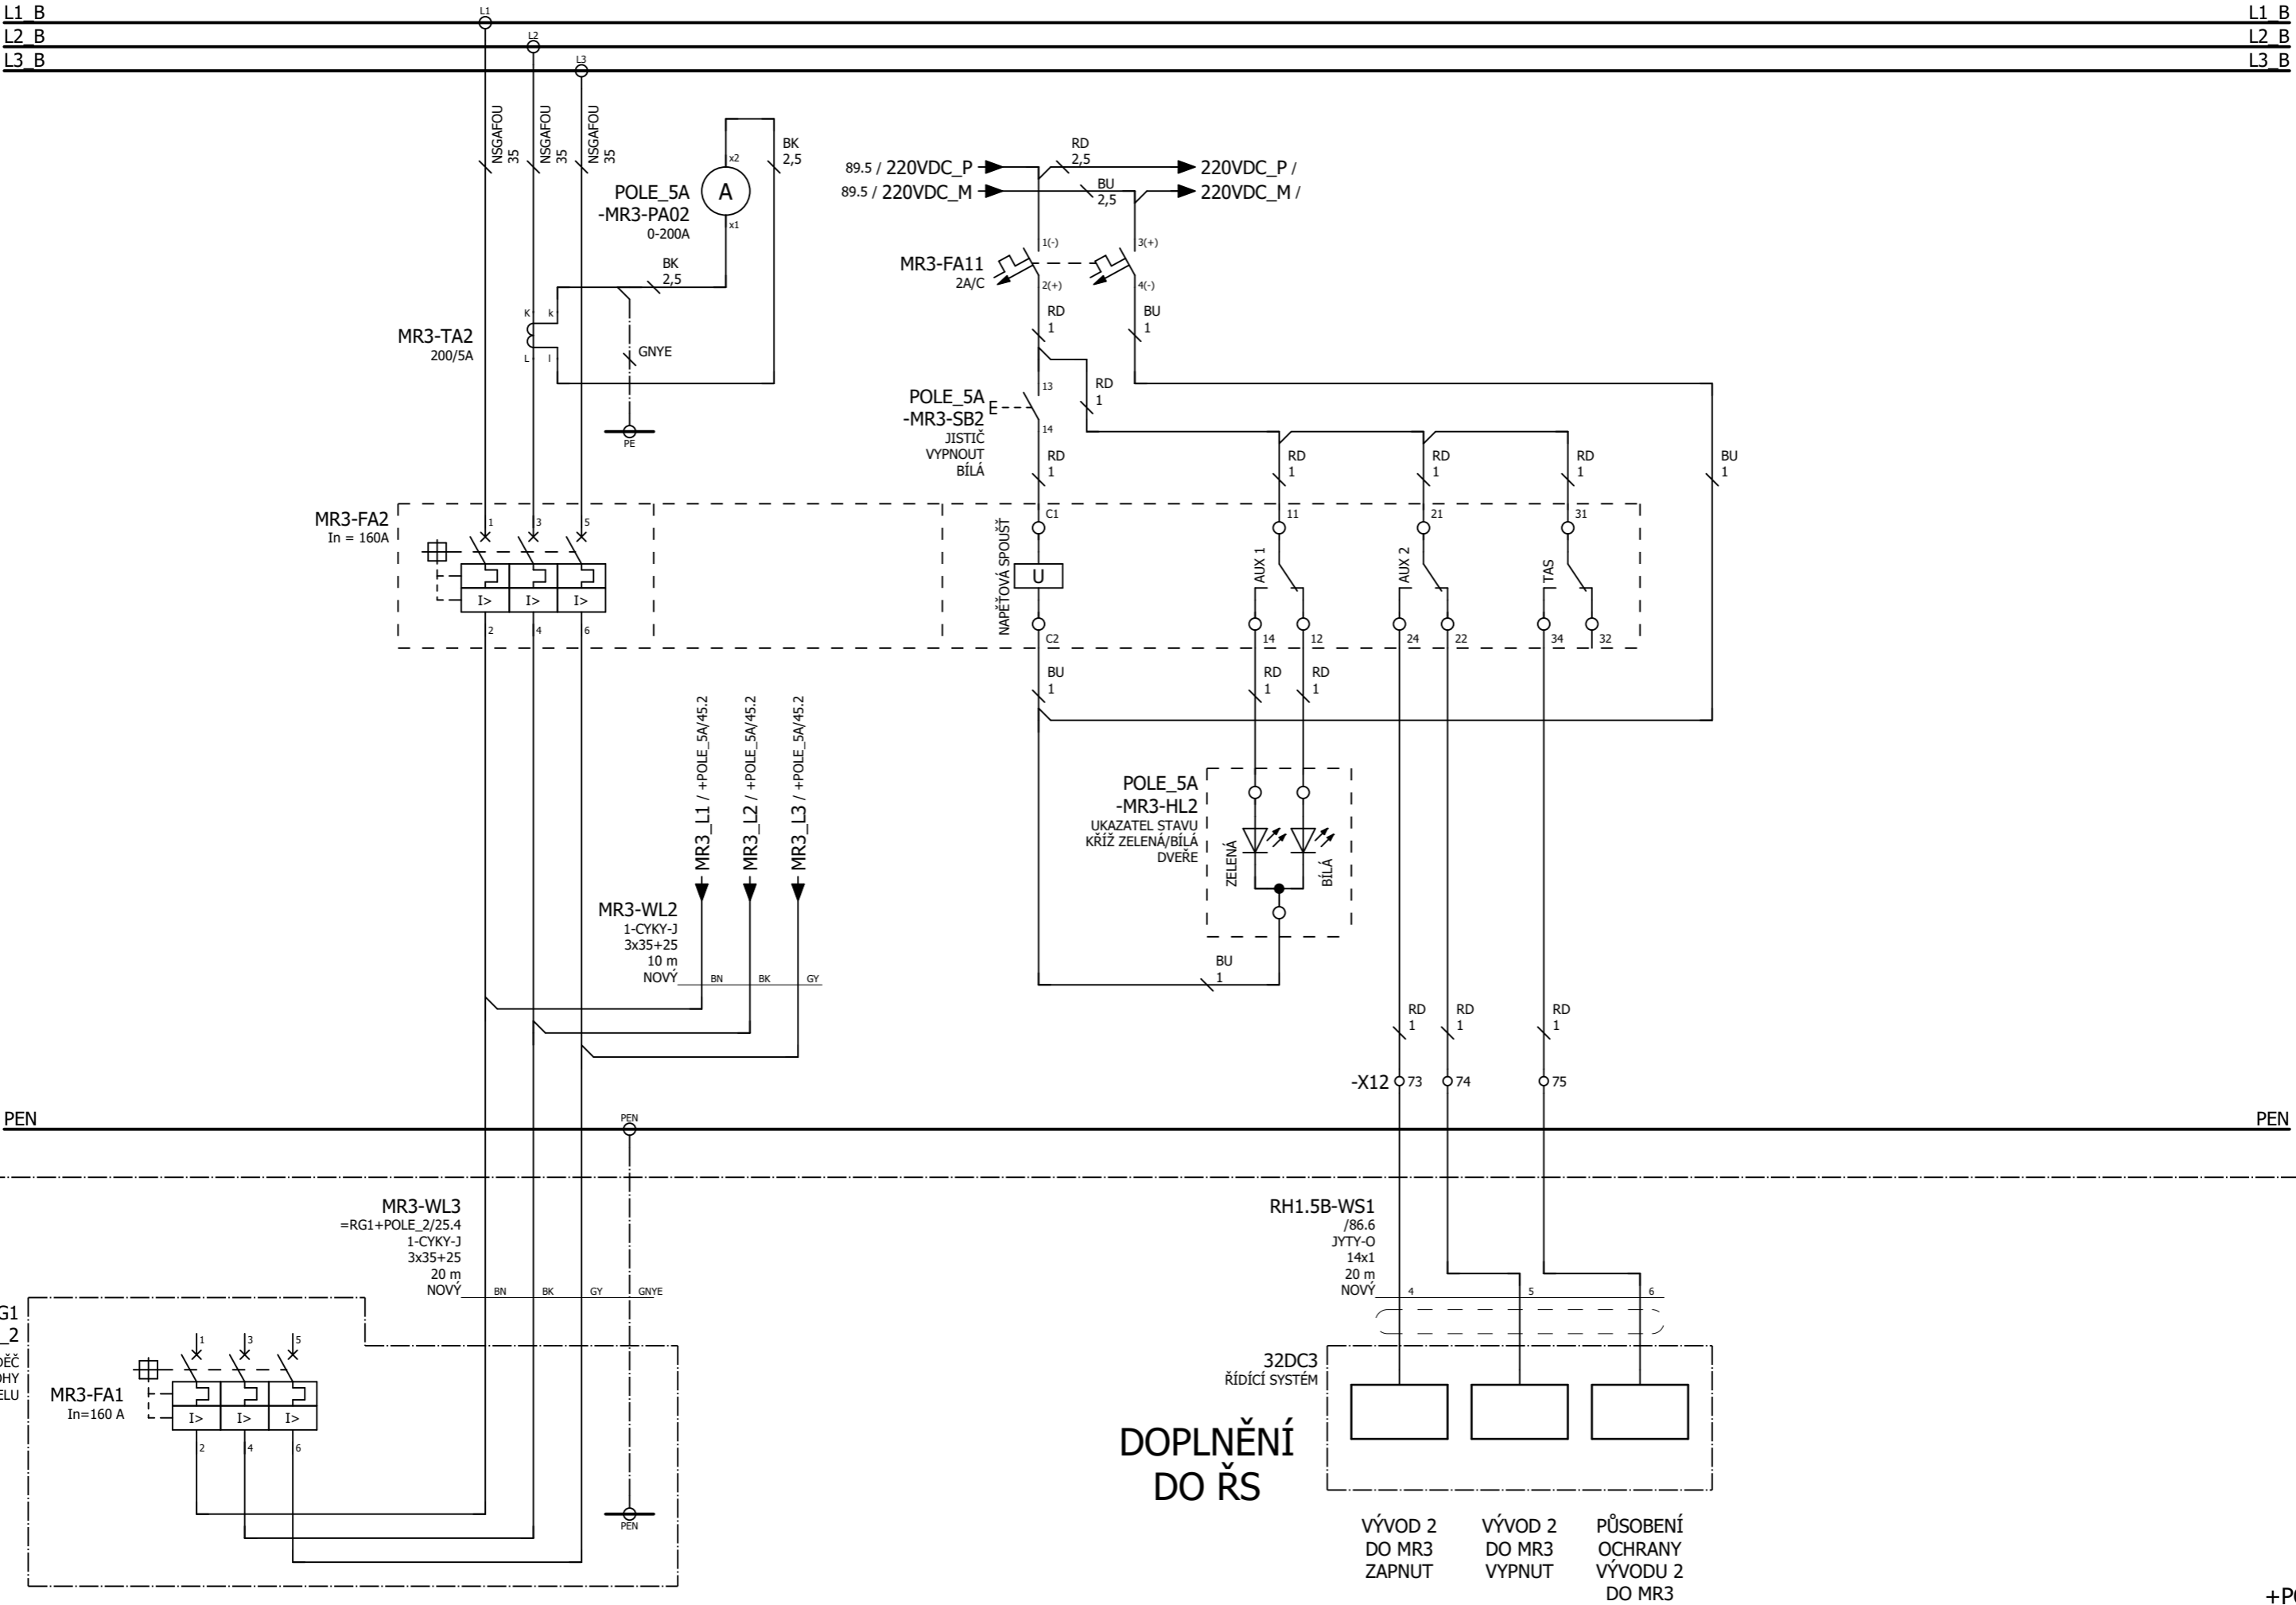 L1_B
L1_B
L2_B
L2_B
L3_B
L3_B
L1
L2
L3
NSGAFOU
35
NSGAFOU
35
NSGAFOU
35
POLE_5A
-MR3-PA02
0-200A
A
x2
x1
BK
2,5
BK
2,5
MR3-TA2
200/5A
K
k
L
l
GNYE
PE
89.5 / 220VDC_P
RD
2,5
220VDC_P /
89.5 / 220VDC_M
BU
2,5
220VDC_M /
MR3-FA11
2A/C
1(-)
2(+)
3(+)
4(-)
RD
1
BU
1
POLE_5A
-MR3-SB2
JISTIČ
VYPNOUT
BÍLÁ
E
13
14
RD
1
RD
1
RD
1
RD
1
RD
1
BU
1
MR3-FA2
In = 160A
1
3
5
I>
I>
I>
2
4
6
NAPĚŤOVÁ SPOUŠŤ
C1
U
C2
AUX 1
11
14
12
AUX 2
21
24
22
TAS
31
34
32
BU
1
RD
1
RD
1
MR3_L1 / +POLE_5A/45.2
MR3_L2 / +POLE_5A/45.2
MR3_L3 / +POLE_5A/45.2
MR3-WL2
1-CYKY-J
3x35+25
10 m
NOVÝ
BN
BK
GY
POLE_5A
-MR3-HL2
UKAZATEL STAVU
KŘÍŽ ZELENÁ/BÍLÁ
DVEŘE
ZELENÁ
BÍLÁ
BU
1
RD
1
RD
1
RD
1
-X12
73
74
75
PEN
PEN
PEN
MR3-WL3
=RG1+POLE_2/25.4
1-CYKY-J
3x35+25
20 m
NOVÝ
BN
BK
GY
GNYE
RH1.5B-WS1
/86.6
JYTY-O
14x1
20 m
NOVÝ
4
5
6
G1
_2
DĚČ
OHY
ELU
MR3-FA1
In=160 A
1
3
5
I>
I>
I>
2
4
6
PEN
32DC3
ŘÍDÍCÍ SYSTÉM
DOPLNĚNÍ
DO ŘS
VÝVOD 2
DO MR3
ZAPNUT
VÝVOD 2
DO MR3
VYPNUT
PŮSOBENÍ
OCHRANY
VÝVODU 2
DO MR3